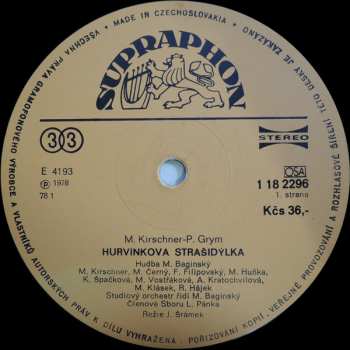 VŠECHNA PRÁVA GRAMOFONOVÉHO VÝROBCE A VLASTNÍKŮ AUTORSKÝCH PRÁV K DÍLU VYHRAŽENA · POŘIZOVÁNÍ KOPIÍ · VEŘEJNÉ PROVOZOVÁNÍ A ROZHLASOVÉ ŠÍŘENÍ TÉTO DESKY JE ZAKÁZÁNO
• MADE IN CZECHOSLOVAKIA •
SUPRAPHON
33
STEREO
E 4193
℗ 1978
78 1
OSA
1 18 2296
1. strana
Kčs 36,-
M. Kirschner-P. Grym
HURVÍNKOVA STRAŠIDYLKA
Hudba M. Baginský
M. Kirschner, M. Černý, F. Filipovský, M. Huňka,
K. Špačková, M. Vostřáková, A. Kratochvílová,
M. Klásek, R. Hájek
Studiový orchestr řídí M. Baginský
Členové Sboru L. Pánka
Režie J. Šrámek